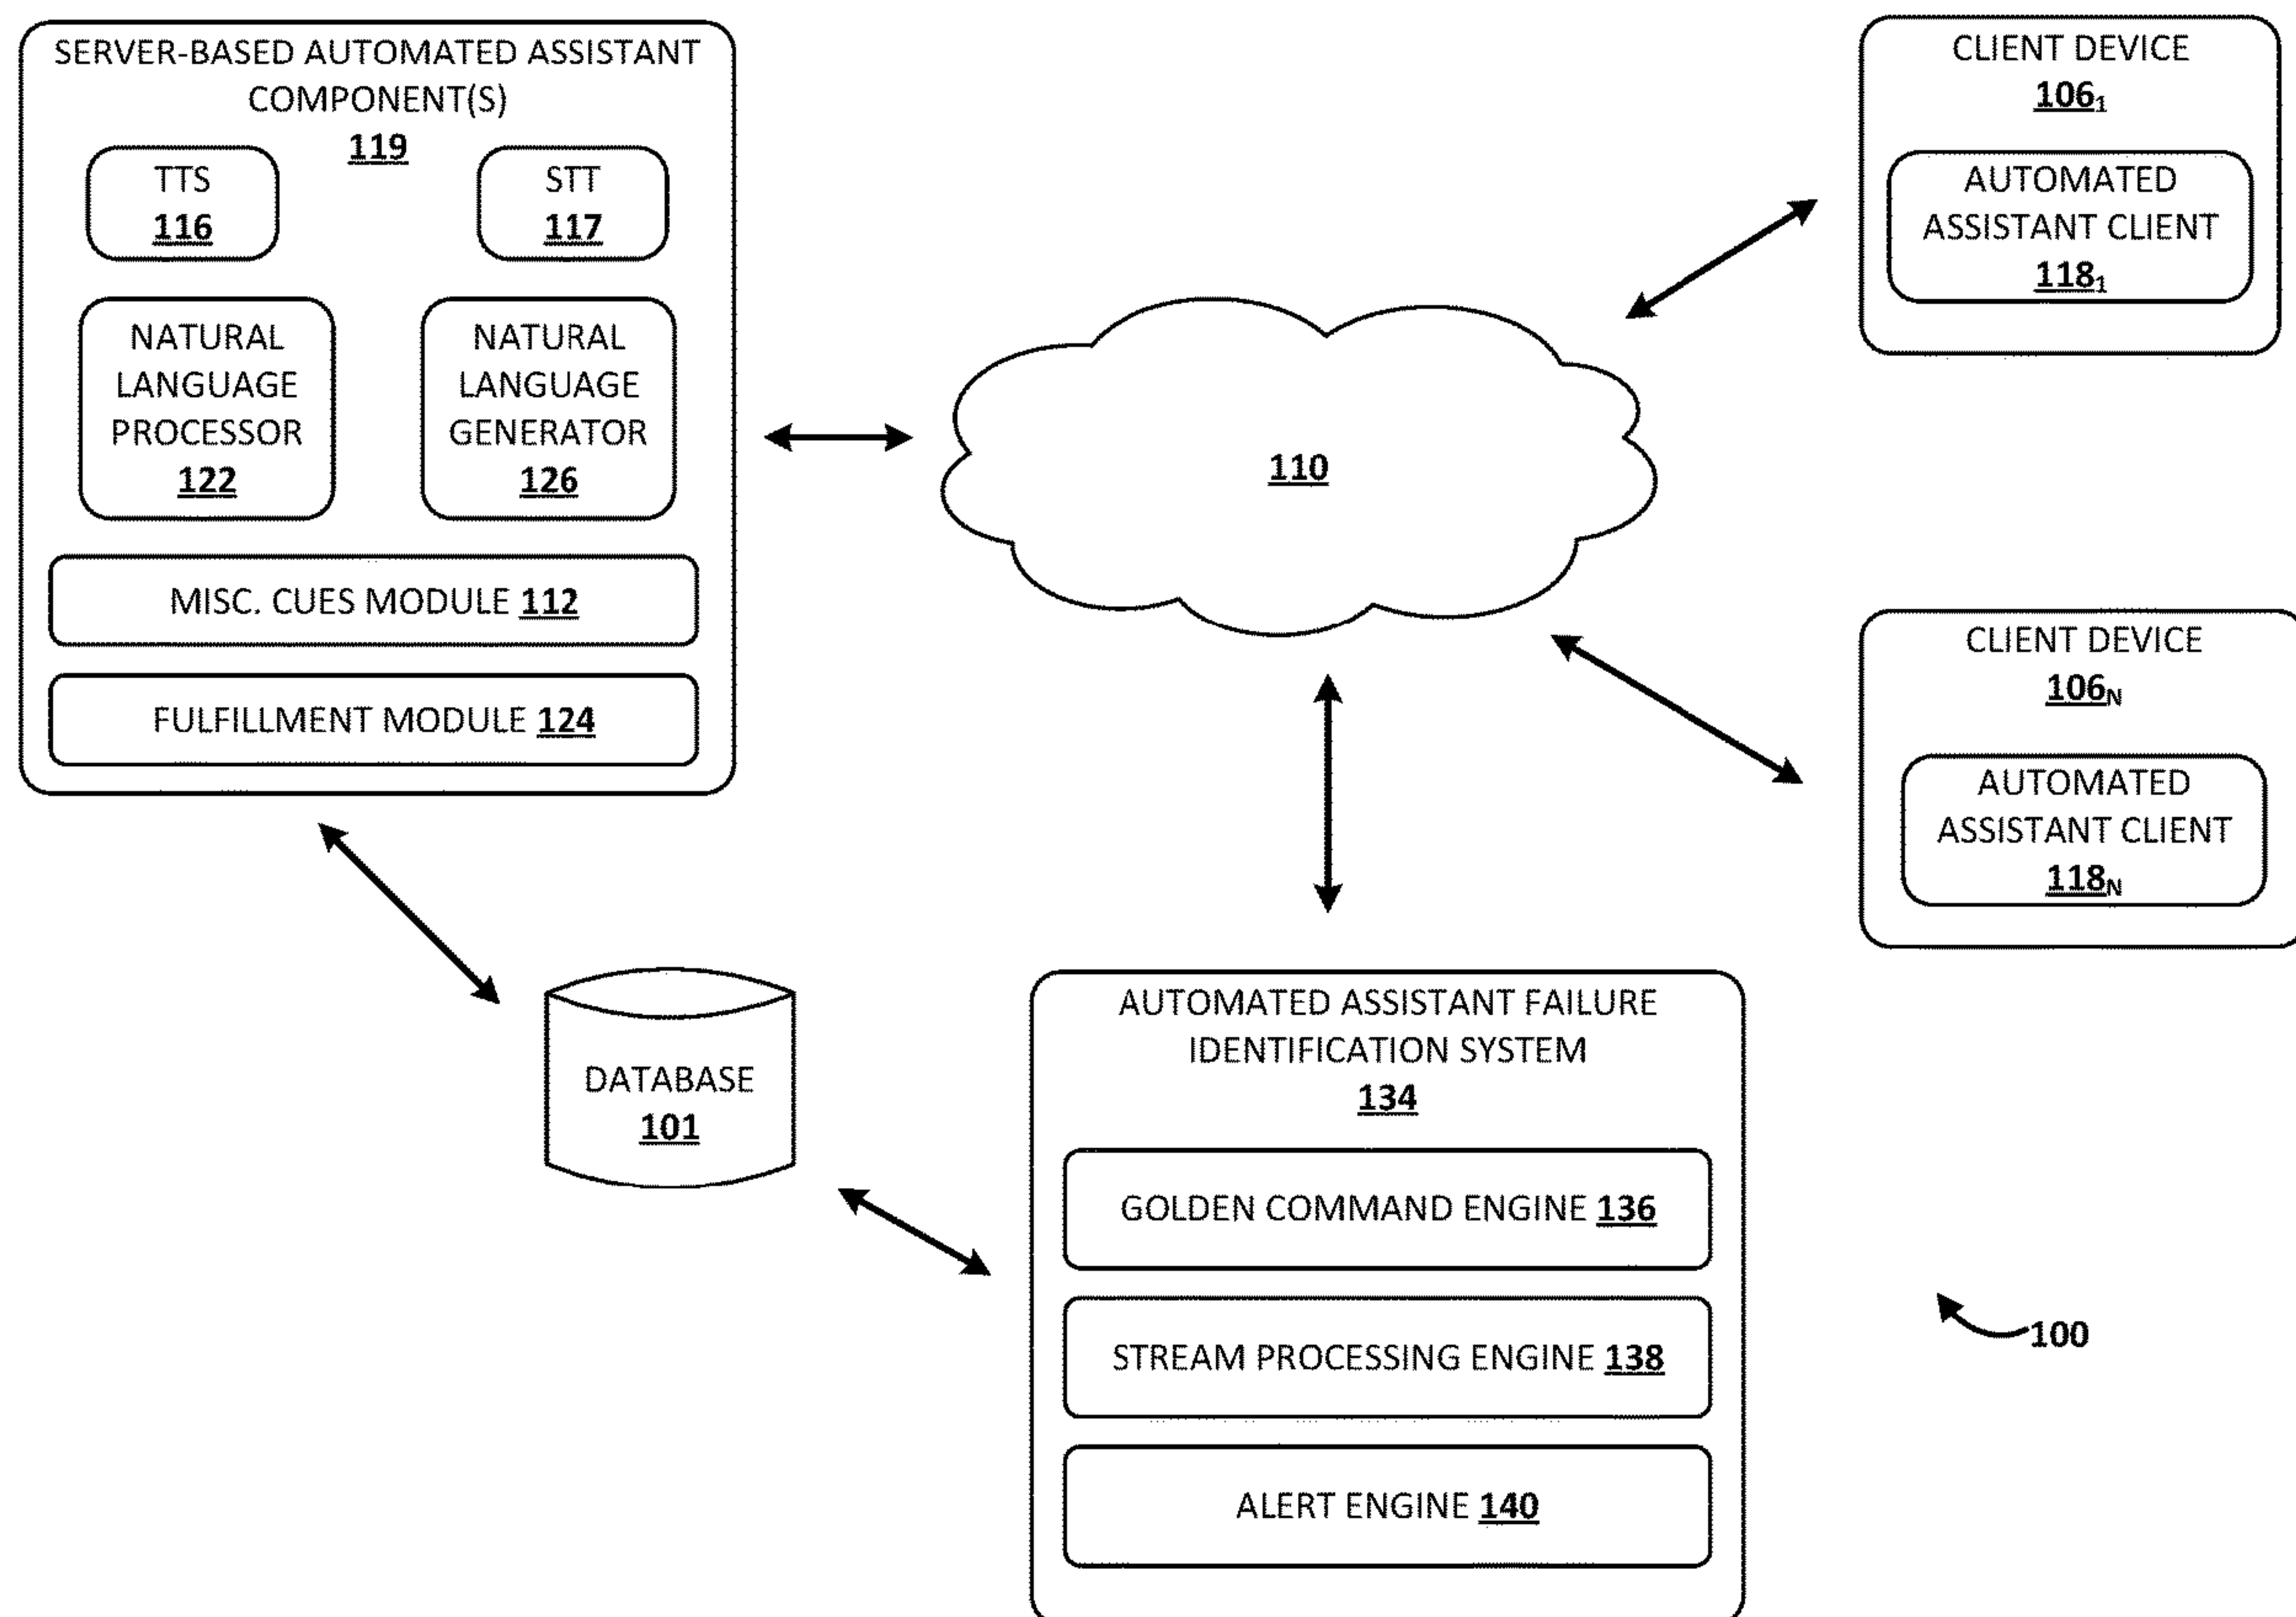 SERVER-BASED AUTOMATED ASSISTANT
COMPONENT(S)
119
TTS
116
STT
117
NATURAL
LANGUAGE
PROCESSOR
122
NATURAL
LANGUAGE
GENERATOR
126
MISC. CUES MODULE 112
FULFILLMENT MODULE 124
110
CLIENT DEVICE
106₁
AUTOMATED
ASSISTANT CLIENT
118₁
CLIENT DEVICE
106N
AUTOMATED
ASSISTANT CLIENT
118N
DATABASE
101
AUTOMATED ASSISTANT FAILURE
IDENTIFICATION SYSTEM
134
GOLDEN COMMAND ENGINE 136
STREAM PROCESSING ENGINE 138
ALERT ENGINE 140
100